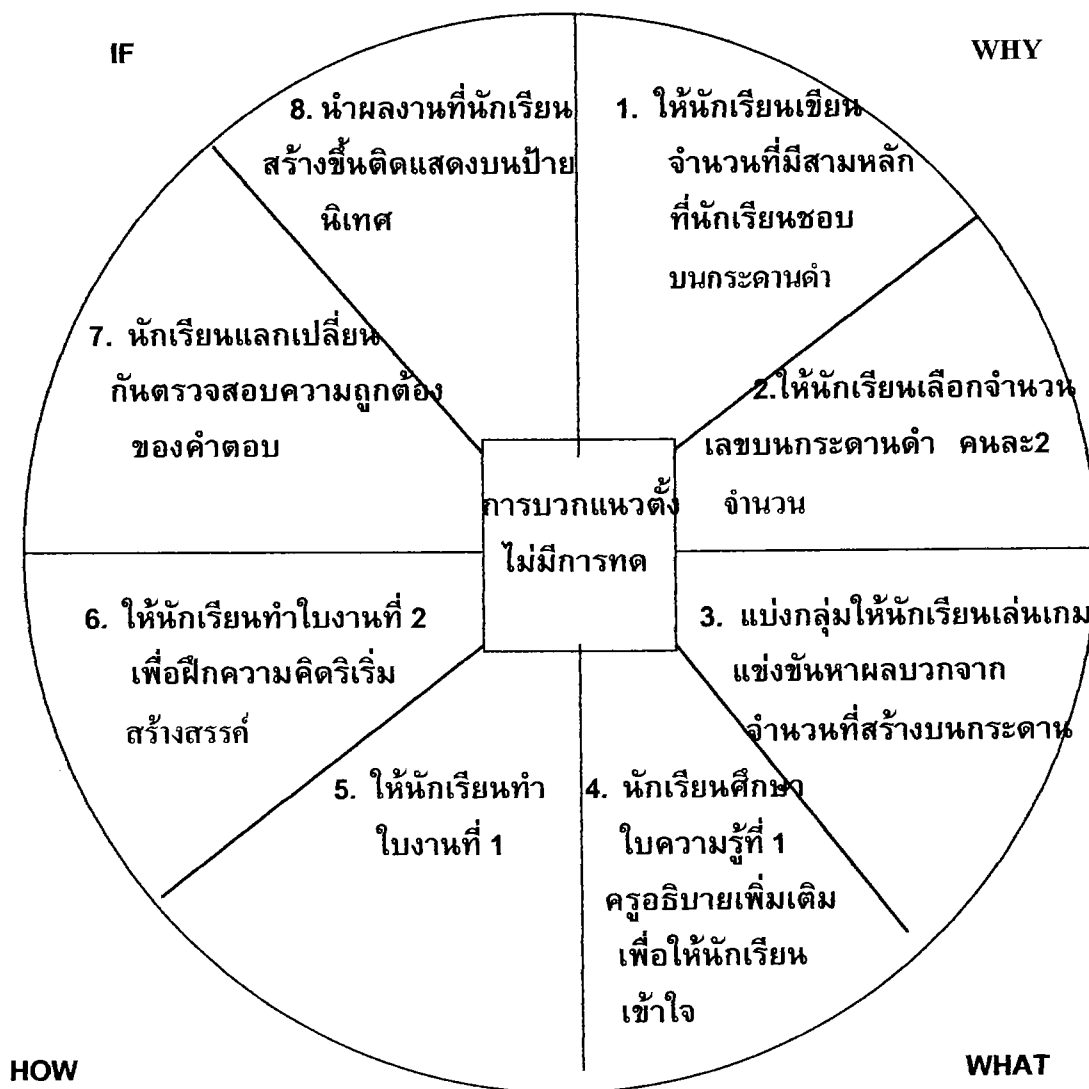 IF
WHY
1. ให้นักเรียนเขียน
จำนวนที่มีสามหลัก
ที่นักเรียนชอบ
บนกระดานดำ
2.ให้นักเรียนเลือกจำนวน
เลขบนกระดานดำ คนละ2
จำนวน
3. แบ่งกลุ่มให้นักเรียนเล่นเกม
แข่งขันหาผลบวกจาก
จำนวนที่สร้างบนกระดาน
4. นักเรียนศึกษา
ใบความรู้ที่ 1
ครูอธิบายเพิ่มเติม
เพื่อให้นักเรียน
เข้าใจ
5. ให้นักเรียนทำ
ใบงานที่ 1
6. ให้นักเรียนทำใบงานที่ 2
เพื่อฝึกความคิดริเริ่ม
สร้างสรรค์
7. นักเรียนแลกเปลี่ยน
กันตรวจสอบความถูกต้อง
ของคำตอบ
8. นำผลงานที่นักเรียน
สร้างขึ้นติดแสดงบนป้าย
นิเทศ
การบวกแนวตั้ง
ไม่มีการทด
HOW
WHAT